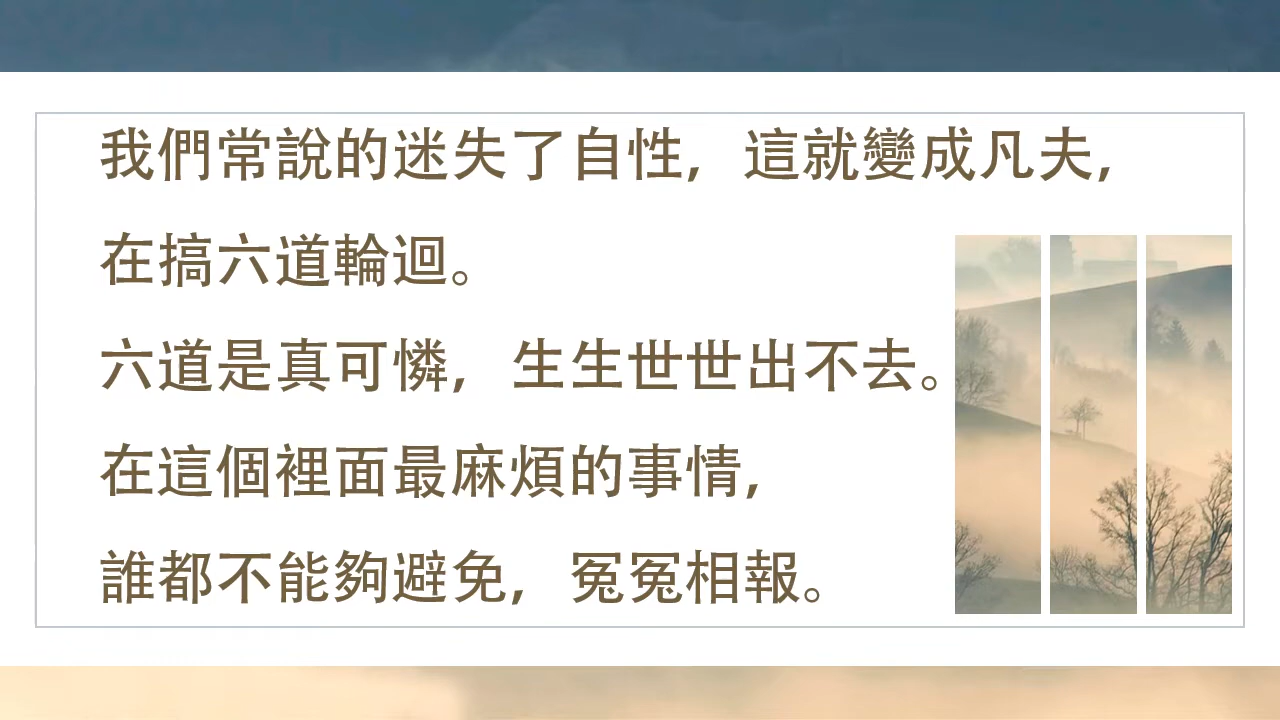 我們常說的迷失了自性，這就變成凡夫，
在搞六道輪迴。
六道是真可憐，生生世世出不去。
在這個裡面最麻煩的事情，
誰都不能夠避免，冤冤相報。